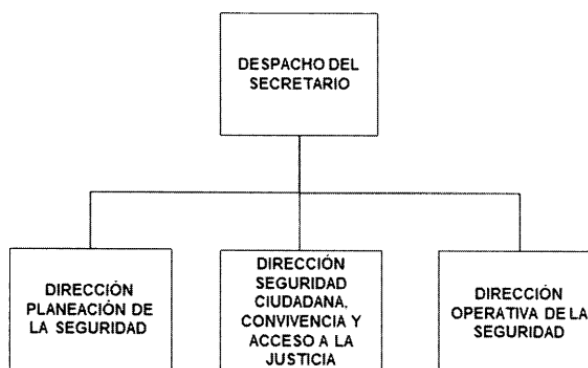 DESPACHO DEL
SECRETARIO
DIRECCIÓN
PLANEACIÓN DE
LA SEGURIDAD
DIRECCIÓN
SEGURIDAD
CIUDADANA,
CONVIVENCIA Y
ACCESO A LA
JUSTICIA
DIRECCIÓN
OPERATIVA DE LA
SEGURIDAD